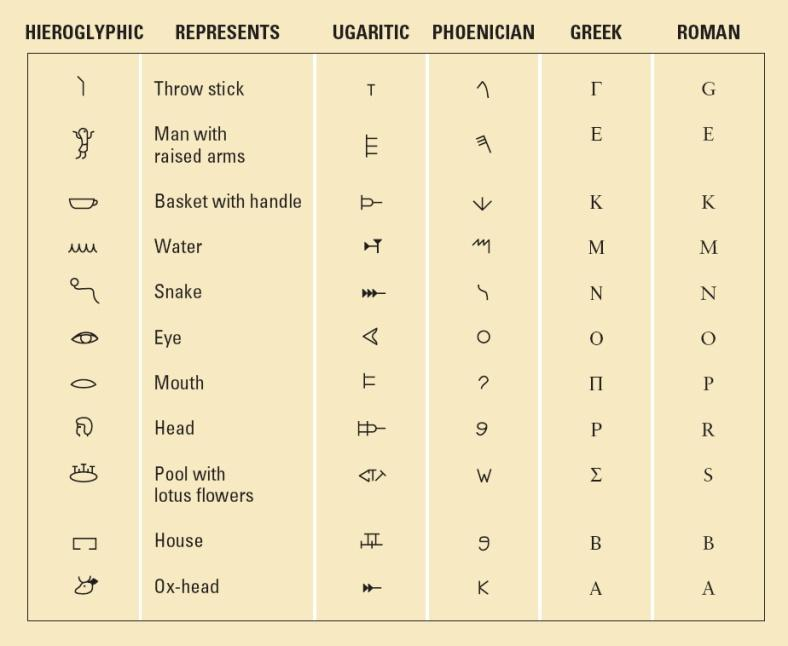 HIEROGLYPHIC REPRESENTS UGARITIC PHOENICIAN GREEK ROMAN
Throw stick Γ G
Man with Ε E
raised arms
Basket with handle Κ K
Water Μ M
Snake Ν N
Eye Ο O
Mouth Π P
Head Ρ R
Pool with Σ S
lotus flowers
House Β B
Ox-head Α A